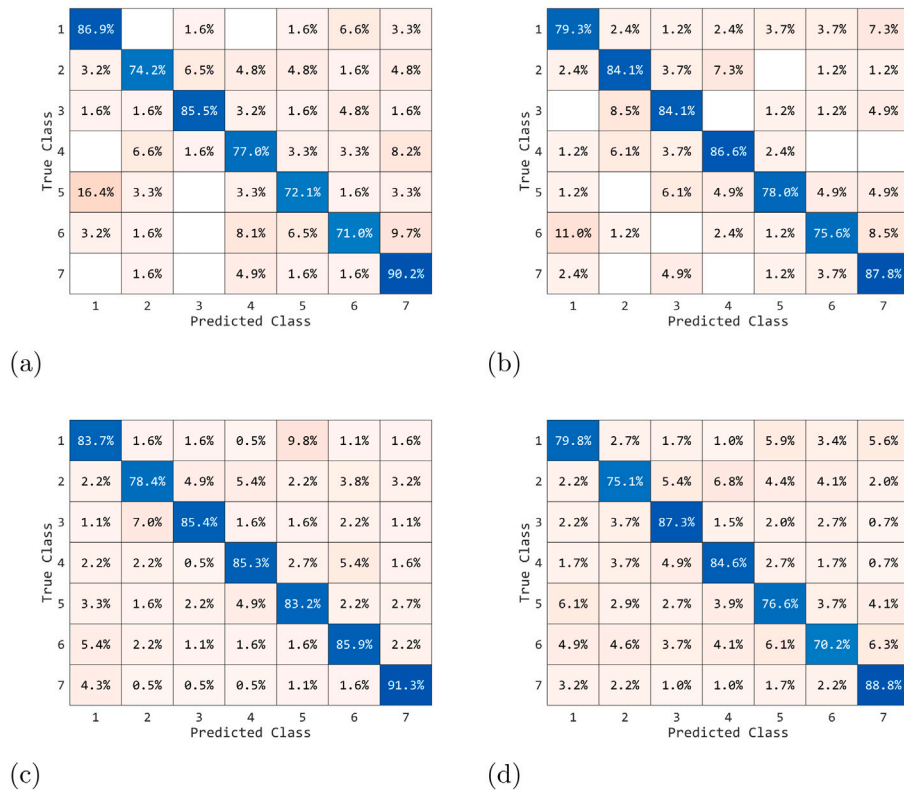 1 86.9% 1.6% 6.6% 3.3%
2 3.2% 74.2% 6.5% 4.8% 4.8% 1.6% 4.8%
3 1.6% 1.6% 85.5% 3.2% 1.6% 4.8% 1.6%
4 6.6% 1.6% 77.0% 3.3% 3.3% 8.2%
5 16.4% 3.3% 3.3% 72.1% 1.6% 3.3%
6 3.2% 1.6% 8.1% 6.5% 71.0% 9.7%
7 1.6% 4.9% 1.6% 1.6% 90.2%
True Class
1 2 3 4 5 6 7
Predicted Class
(a)
1 79.3% 2.4% 1.2% 2.4% 3.7% 3.7% 7.3%
2 2.4% 84.1% 3.7% 7.3% 1.2% 1.2%
3 8.5% 84.1% 1.2% 1.2% 4.9%
4 1.2% 6.1% 3.7% 86.6% 2.4%
5 1.2% 6.1% 4.9% 78.0% 4.9% 4.9%
6 11.0% 1.2% 2.4% 1.2% 75.6% 8.5%
7 2.4% 4.9% 1.2% 3.7% 87.8%
True Class
1 2 3 4 5 6 7
Predicted Class
(b)
1 83.7% 1.6% 1.6% 0.5% 9.8% 1.1% 1.6%
2 2.2% 78.4% 4.9% 5.4% 2.2% 3.8% 3.2%
3 1.1% 7.0% 85.4% 1.6% 1.6% 2.2% 1.1%
4 2.2% 2.2% 0.5% 85.3% 2.7% 5.4% 1.6%
5 3.3% 1.6% 2.2% 4.9% 83.2% 2.2% 2.7%
6 5.4% 2.2% 1.1% 1.6% 1.6% 85.9% 2.2%
7 4.3% 0.5% 0.5% 0.5% 1.1% 1.6% 91.3%
True Class
1 2 3 4 5 6 7
Predicted Class
(c)
1 79.8% 2.7% 1.7% 1.0% 5.9% 3.4% 5.6%
2 2.2% 75.1% 5.4% 6.8% 4.4% 4.1% 2.0%
3 2.2% 3.7% 87.3% 1.5% 2.0% 2.7% 0.7%
4 1.7% 3.7% 4.9% 84.6% 2.7% 1.7% 0.7%
5 6.1% 2.9% 2.7% 3.9% 76.6% 3.7% 4.1%
6 4.9% 4.6% 3.7% 4.1% 6.1% 70.2% 6.3%
7 3.2% 2.2% 1.0% 1.0% 1.7% 2.2% 88.8%
True Class
1 2 3 4 5 6 7
Predicted Class
(d)